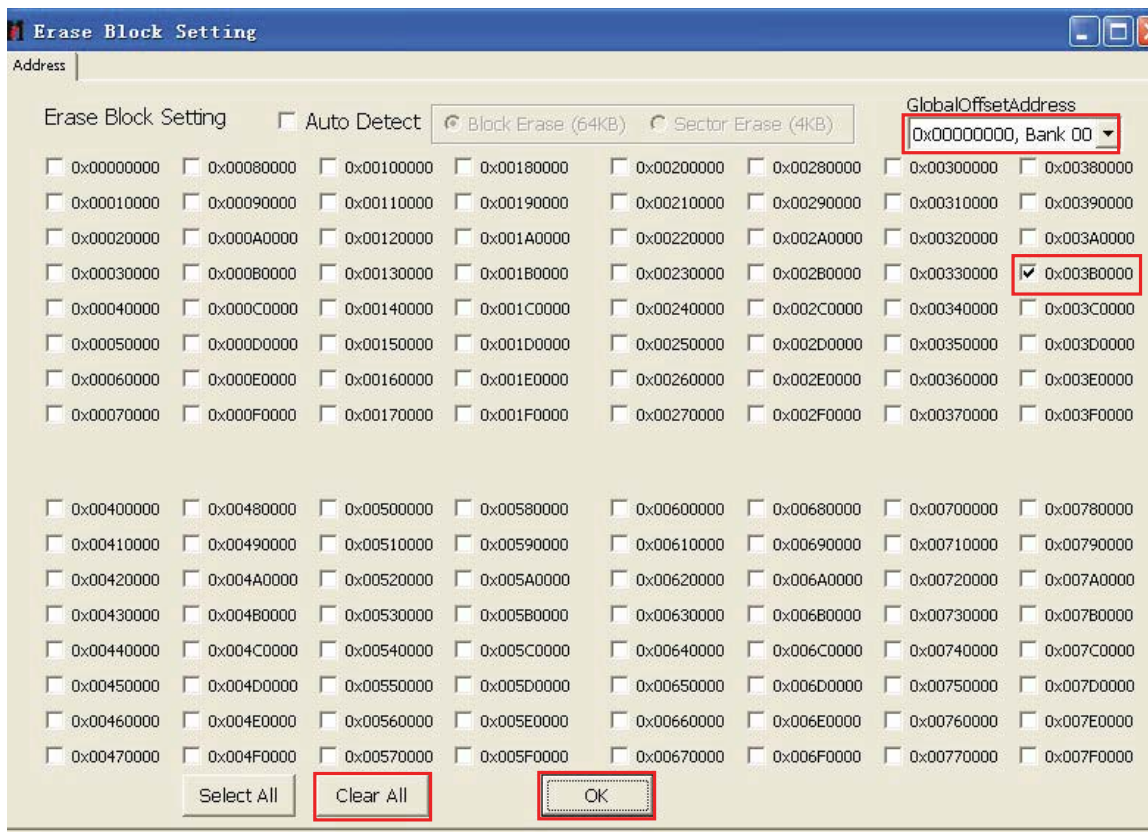 Erase Block Setting
Address
Erase Block Setting Auto Detect Block Erase (64KB) Sector Erase (4KB) GlobalOffsetAddress
0x00000000, Bank 00
0x00000000 0x00080000 0x00100000 0x00180000 0x00200000 0x00280000 0x00300000 0x00380000
0x00010000 0x00090000 0x00110000 0x00190000 0x00210000 0x00290000 0x00310000 0x00390000
0x00020000 0x000A0000 0x00120000 0x001A0000 0x00220000 0x002A0000 0x00320000 0x003A0000
0x00030000 0x000B0000 0x00130000 0x001B0000 0x00230000 0x002B0000 0x00330000 0x003B0000
0x00040000 0x000C0000 0x00140000 0x001C0000 0x00240000 0x002C0000 0x00340000 0x003C0000
0x00050000 0x000D0000 0x00150000 0x001D0000 0x00250000 0x002D0000 0x00350000 0x003D0000
0x00060000 0x000E0000 0x00160000 0x001E0000 0x00260000 0x002E0000 0x00360000 0x003E0000
0x00070000 0x000F0000 0x00170000 0x001F0000 0x00270000 0x002F0000 0x00370000 0x003F0000
0x00400000 0x00480000 0x00500000 0x00580000 0x00600000 0x00680000 0x00700000 0x00780000
0x00410000 0x00490000 0x00510000 0x00590000 0x00610000 0x00690000 0x00710000 0x00790000
0x00420000 0x004A0000 0x00520000 0x005A0000 0x00620000 0x006A0000 0x00720000 0x007A0000
0x00430000 0x004B0000 0x00530000 0x005B0000 0x00630000 0x006B0000 0x00730000 0x007B0000
0x00440000 0x004C0000 0x00540000 0x005C0000 0x00640000 0x006C0000 0x00740000 0x007C0000
0x00450000 0x004D0000 0x00550000 0x005D0000 0x00650000 0x006D0000 0x00750000 0x007D0000
0x00460000 0x004E0000 0x00560000 0x005E0000 0x00660000 0x006E0000 0x00760000 0x007E0000
0x00470000 0x004F0000 0x00570000 0x005F0000 0x00670000 0x006F0000 0x00770000 0x007F0000
Select All Clear All OK